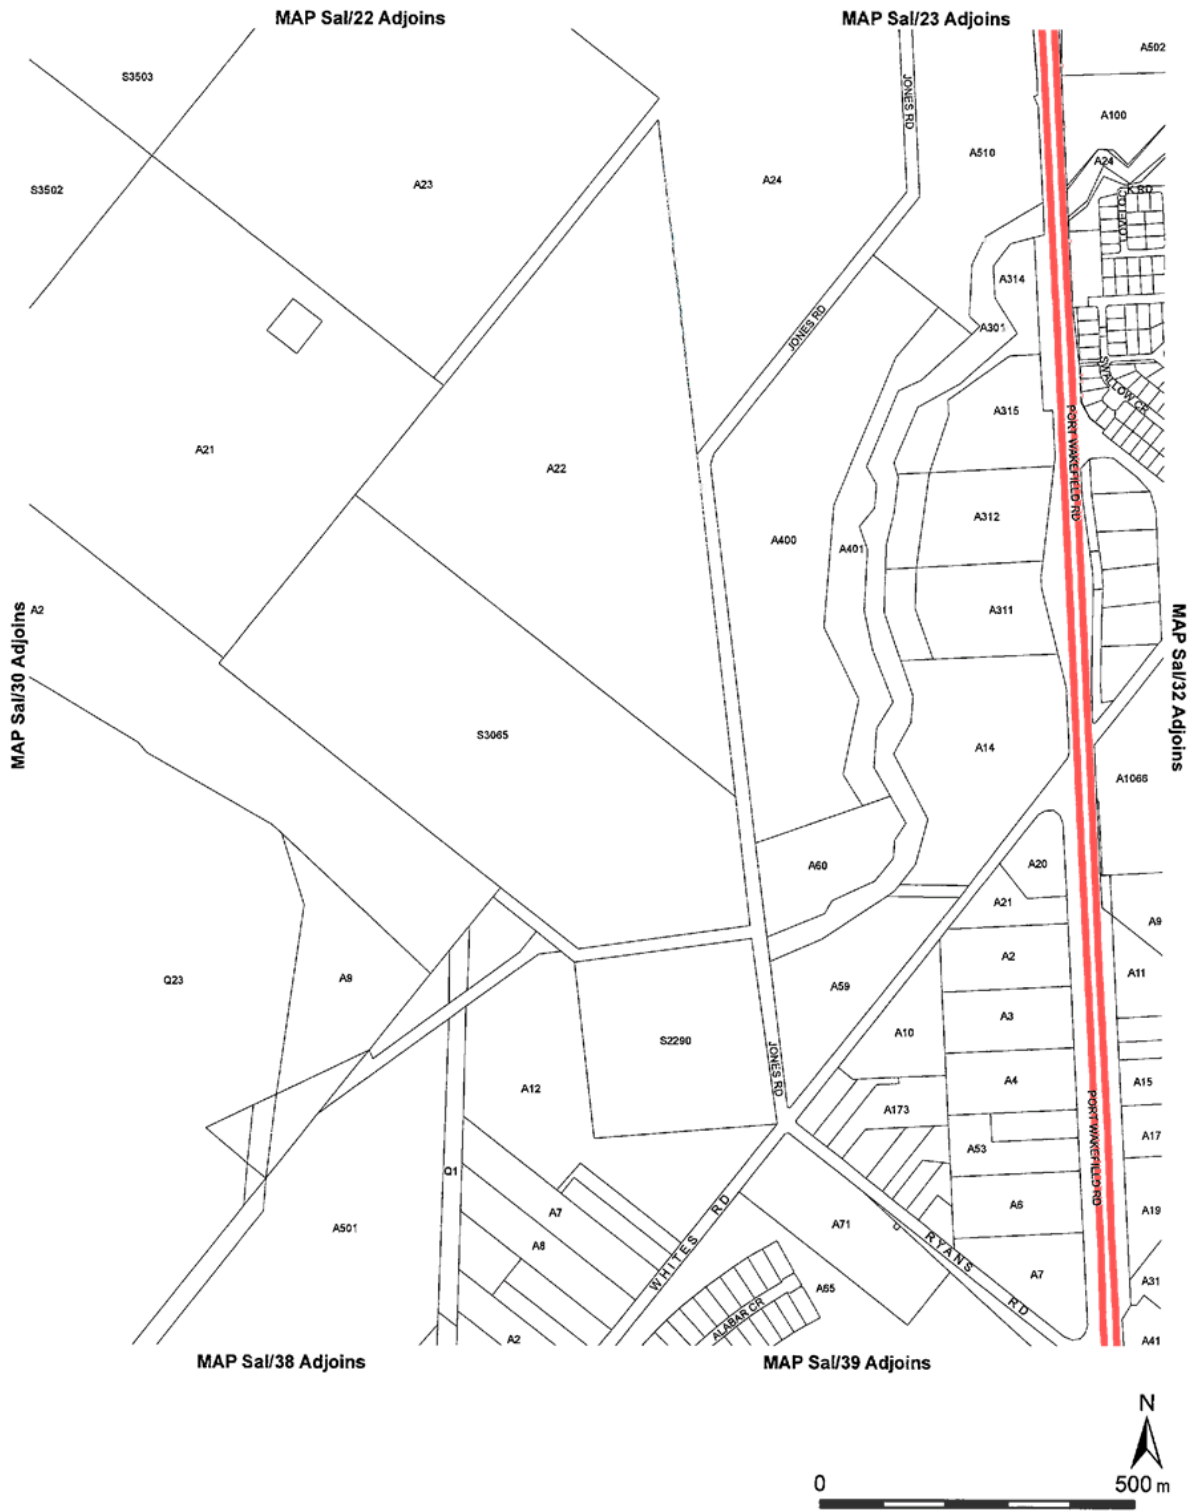 MAP Sal/22 Adjoins
MAP Sal/23 Adjoins
A502
S3503
JONES RD
A100
A510
A24
A24
S3502
A23
OVELOCK RD
A314
A301
JONES RD
SWALLOW CR
A315
PORT WAKEFIELD RD
A21
A22
A312
A400
A401
A2
A311
MAP Sal/30 Adjoins
MAP Sal/32 Adjoins
S3065
A14
A1066
A60
A20
A21
A9
A2
Q23
A9
A59
A11
A3
A10
S2290
JONES RD
A12
A4
A15
A173
PORT WAKEFIELD RD
A53
A17
Q1
A7
A6
A19
A501
A8
WHITES RD
A71
RYANS RD
A7
A65
A31
ALABAR CR
A2
A41
MAP Sal/38 Adjoins
MAP Sal/39 Adjoins
N
0 500 m